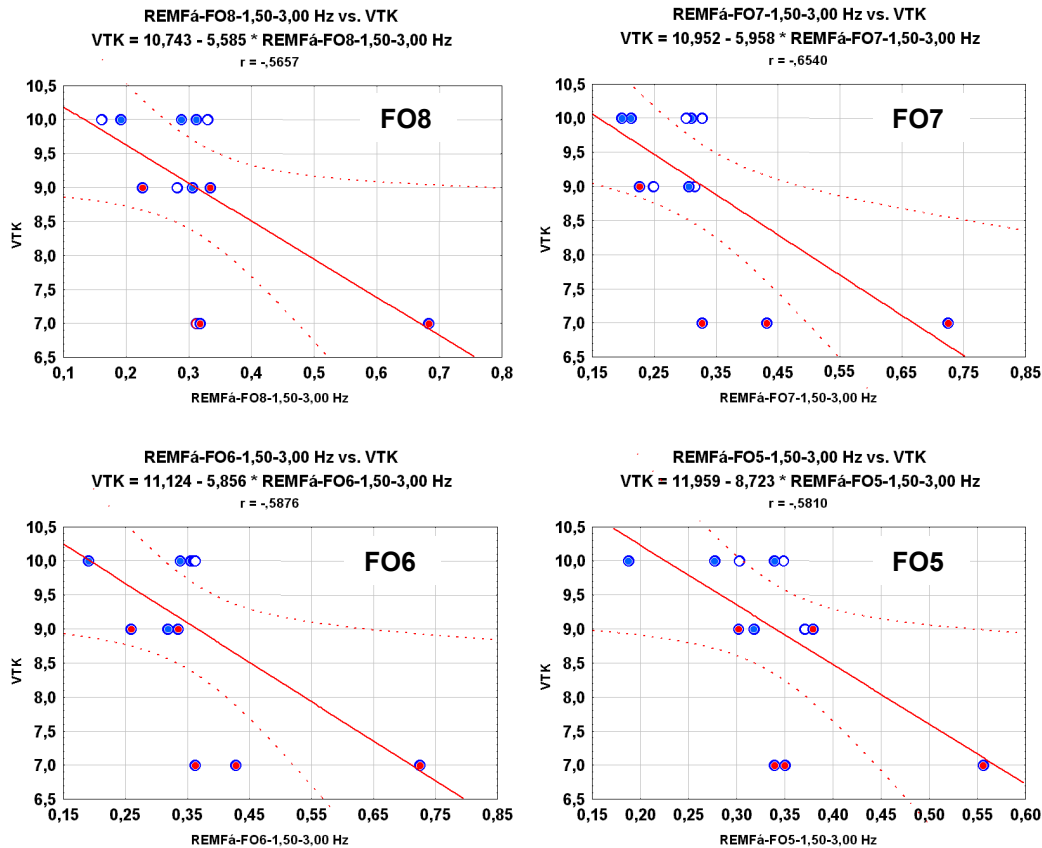 REMFá-FO8-1,50-3,00 Hz vs. VTK
VTK = 10,743 - 5,585 * REMFá-FO8-1,50-3,00 Hz
r = -,5657
FO8
10,5
10,0
9,5
9,0
8,5
8,0
7,5
7,0
6,5
VTK
0,1 0,2 0,3 0,4 0,5 0,6 0,7 0,8
REMFá-FO8-1,50-3,00 Hz
REMFá-FO7-1,50-3,00 Hz vs. VTK
VTK = 10,952 - 5,958 * REMFá-FO7-1,50-3,00 Hz
r = -,6540
FO7
10,5
10,0
9,5
9,0
8,5
8,0
7,5
7,0
6,5
VTK
0,15 0,25 0,35 0,45 0,55 0,65 0,75 0,85
REMFá-FO7-1,50-3,00 Hz
REMFá-FO6-1,50-3,00 Hz vs. VTK
VTK = 11,124 - 5,856 * REMFá-FO6-1,50-3,00 Hz
r = -,5876
FO6
10,5
10,0
9,5
9,0
8,5
8,0
7,5
7,0
6,5
VTK
0,15 0,25 0,35 0,45 0,55 0,65 0,75 0,85
REMFá-FO6-1,50-3,00 Hz
REMFá-FO5-1,50-3,00 Hz vs. VTK
VTK = 11,959 - 8,723 * REMFá-FO5-1,50-3,00 Hz
r = -,5810
FO5
10,5
10,0
9,5
9,0
8,5
8,0
7,5
7,0
6,5
VTK
0,15 0,20 0,25 0,30 0,35 0,40 0,45 0,50 0,55 0,60
REMFá-FO5-1,50-3,00 Hz